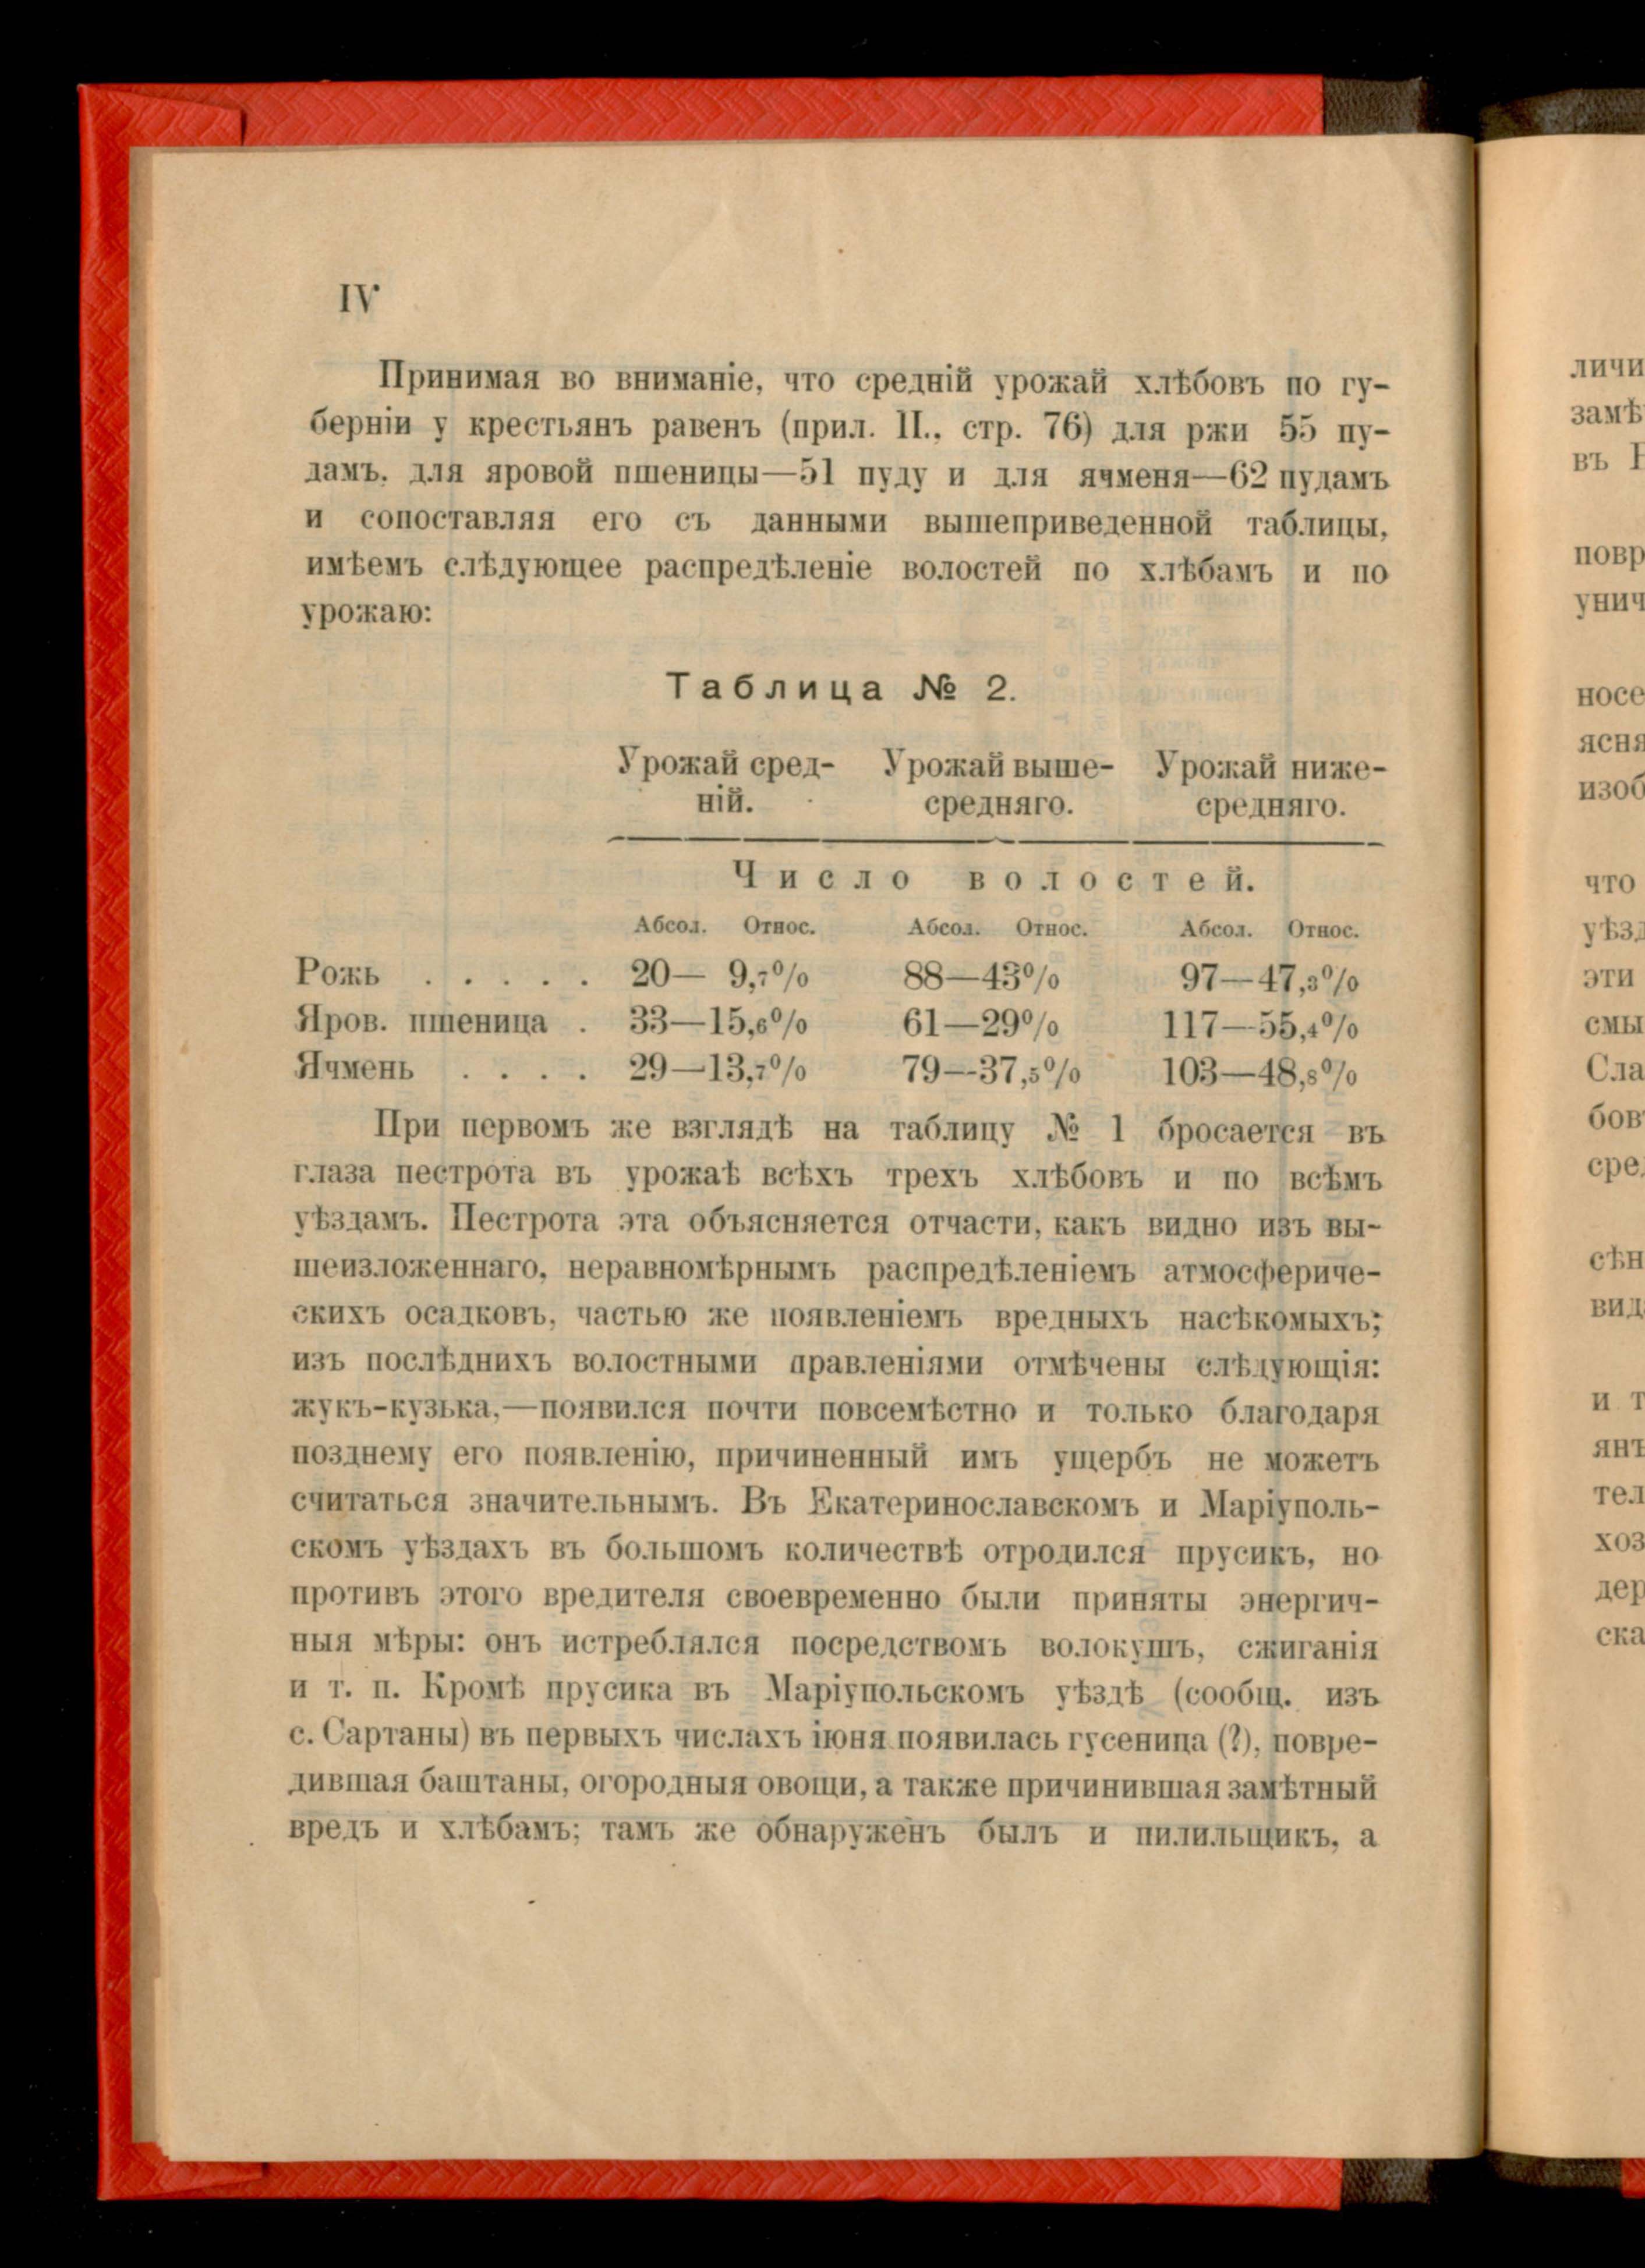 IV
Принимая во вниманіе, что средній урожай хлѣбовъ по гу-
берніи у крестьянъ равенъ (прил. II., стр. 76) для ржи 55 пу-
дамъ, для яровой пшеницы—51 пуду и для ячменя—62 пудамъ
и сопоставляя его съ данными вышеприведенной таблицы,
имѣемъ слѣдующее распредѣленіе волостей по хлѣбамъ и по
урожаю:
Таблица № 2.
Урожай сред- Урожай выше- Урожай ниже-
ній. средняго. средняго.
Число волостей.
Абсол. Относ. Абсол. Относ. Абсол. Относ.
Рожь . . . . . 20— 9,7% 88—43% 97—47,3%
Яров. пшеница . 33—15,6% 61—29% 117—55,4%
Ячмень . . . . 29—13,7% 79—37,5% 103—48,8%
При первомъ же взглядѣ на таблицу № 1 бросается въ
глаза пестрота въ урожаѣ всѣхъ трехъ хлѣбовъ и по всѣмъ
уѣздамъ. Пестрота эта объясняется отчасти, какъ видно изъ вы-
шеизложеннаго, неравномѣрнымъ распредѣленіемъ атмосфериче-
скихъ осадковъ, частью же появленіемъ вредныхъ насѣкомыхъ;
изъ послѣднихъ волостными правленіями отмѣчены слѣдующія:
жукъ-кузька,—появился почти повсемѣстно и только благодаря
позднему его появленію, причиненный имъ ущербъ не можетъ
считаться значительнымъ. Въ Екатеринославскомъ и Маріуполь-
скомъ уѣздахъ въ большомъ количествѣ отродился прусикъ, но
противъ этого вредителя своевременно были приняты энергич-
ныя мѣры: онъ истреблялся посредствомъ волокушъ, сжиганія
и т. п. Кромѣ прусика въ Маріупольскомъ уѣздѣ (сообщ. изъ
с. Сартаны) въ первыхъ числахъ іюня появилась гусеница (?), повре-
дившая баштаны, огородныя овощи, а также причинившая замѣтный
вредъ и хлѣбамъ; тамъ же обнаруженъ былъ и пилильщикъ, а